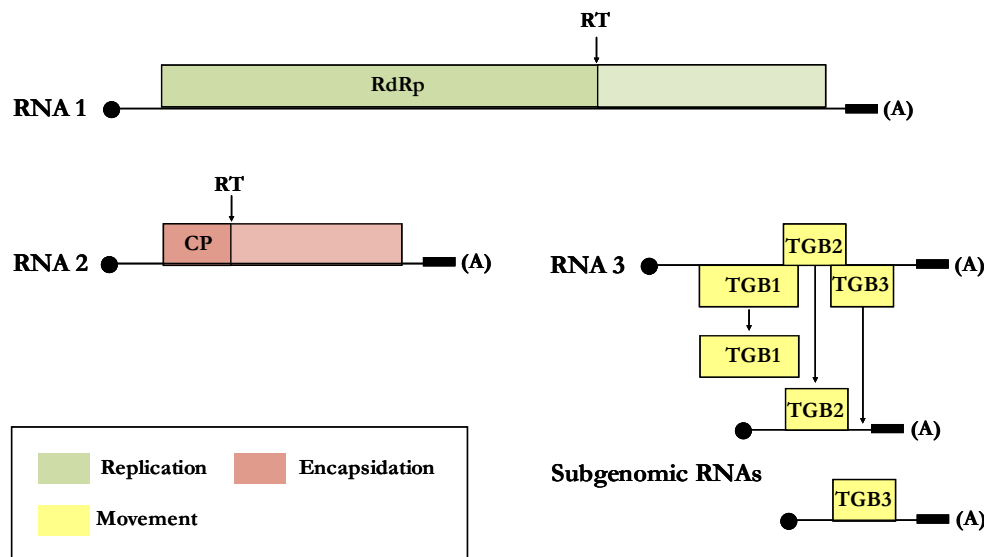 RT
RdRp
RNA 1
(A)
RT
CP
RNA 2
(A)
TGB2
RNA 3
(A)
TGB1
TGB3
TGB1
TGB2
(A)
Subgenomic RNAs
TGB3
(A)
Replication
Encapsidation
Movement